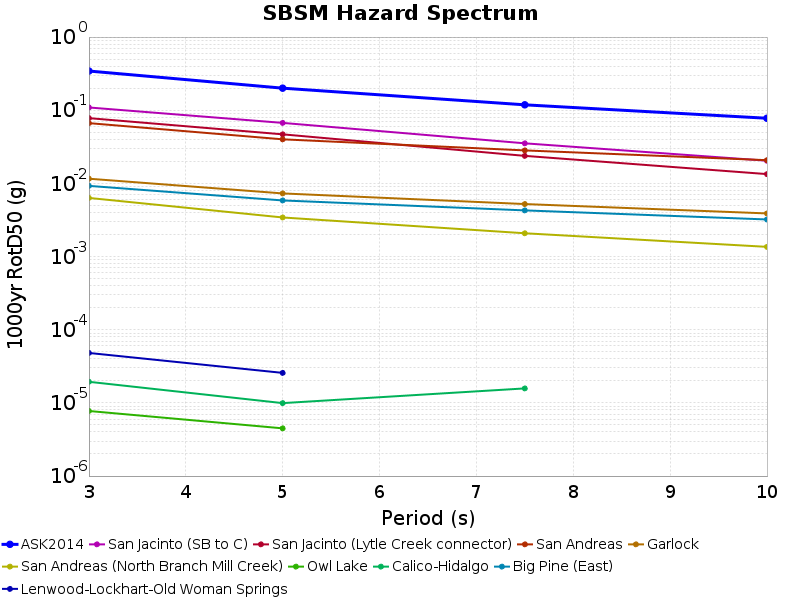 SBSM Hazard Spectrum
1000yr RotD50 (g)
10^0
10^-1
10^-2
10^-3
10^-4
10^-5
10^-6
3 4 5 6 7 8 9 10
Period (s)
ASK2014 San Jacinto (SB to C) San Jacinto (Lytle Creek connector) San Andreas Garlock
San Andreas (North Branch Mill Creek) Owl Lake Calico-Hidalgo Big Pine (East)
Lenwood-Lockhart-Old Woman Springs